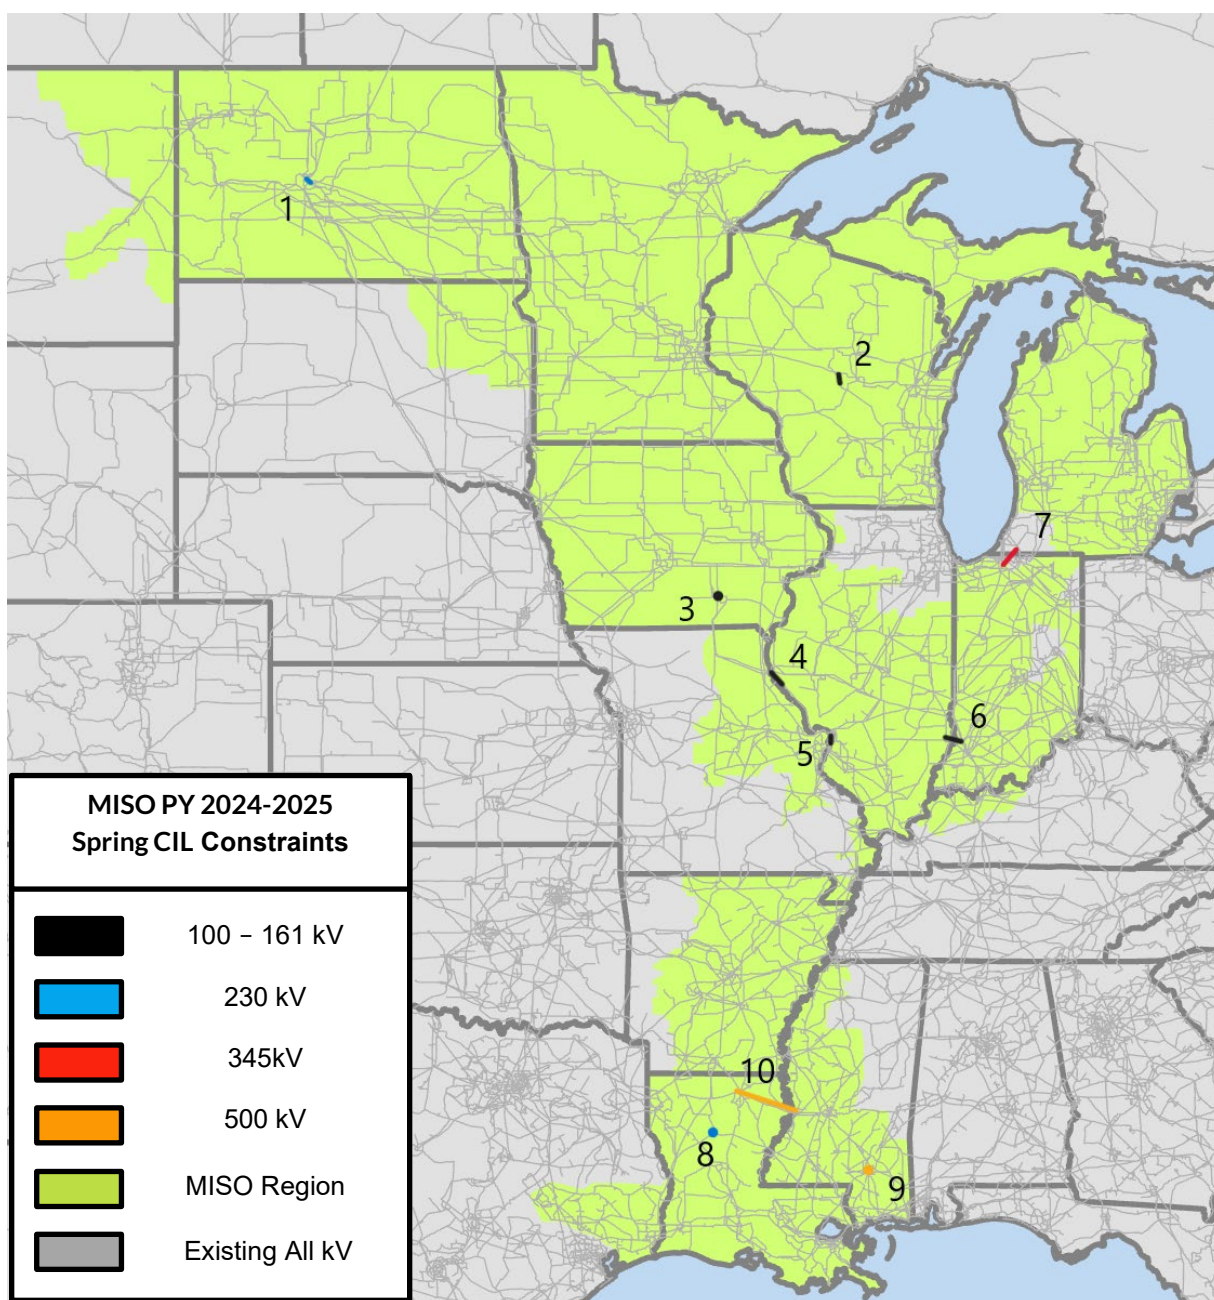 1
2
7
3
4
6
5
MISO PY 2024-2025
Spring CIL Constraints
100 – 161 kV
230 kV
345kV
500 kV
MISO Region
Existing All kV
10
8
9